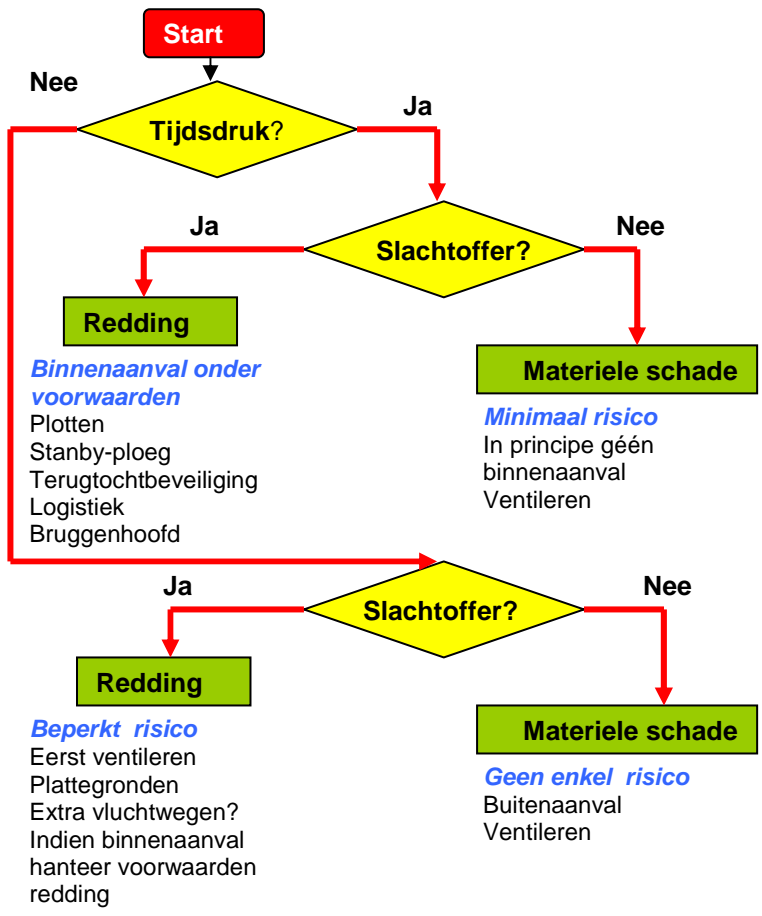 Start
Nee
Ja
Tijdsdruk?
Ja
Nee
Slachtoffer?
Redding
Binnenaanval onder
voorwaarden
Plotten
Stanby-ploeg
Terugtochtbeveiliging
Logistiek
Bruggenhoofd
Materiele schade
Minimaal risico
In principe géén
binnenaanval
Ventileren
Ja
Nee
Slachtoffer?
Redding
Beperkt risico
Eerst ventileren
Plattegronden
Extra vluchtwegen?
Indien binnenaanval
hanteer voorwaarden
redding
Materiele schade
Geen enkel risico
Buitenaanval
Ventileren